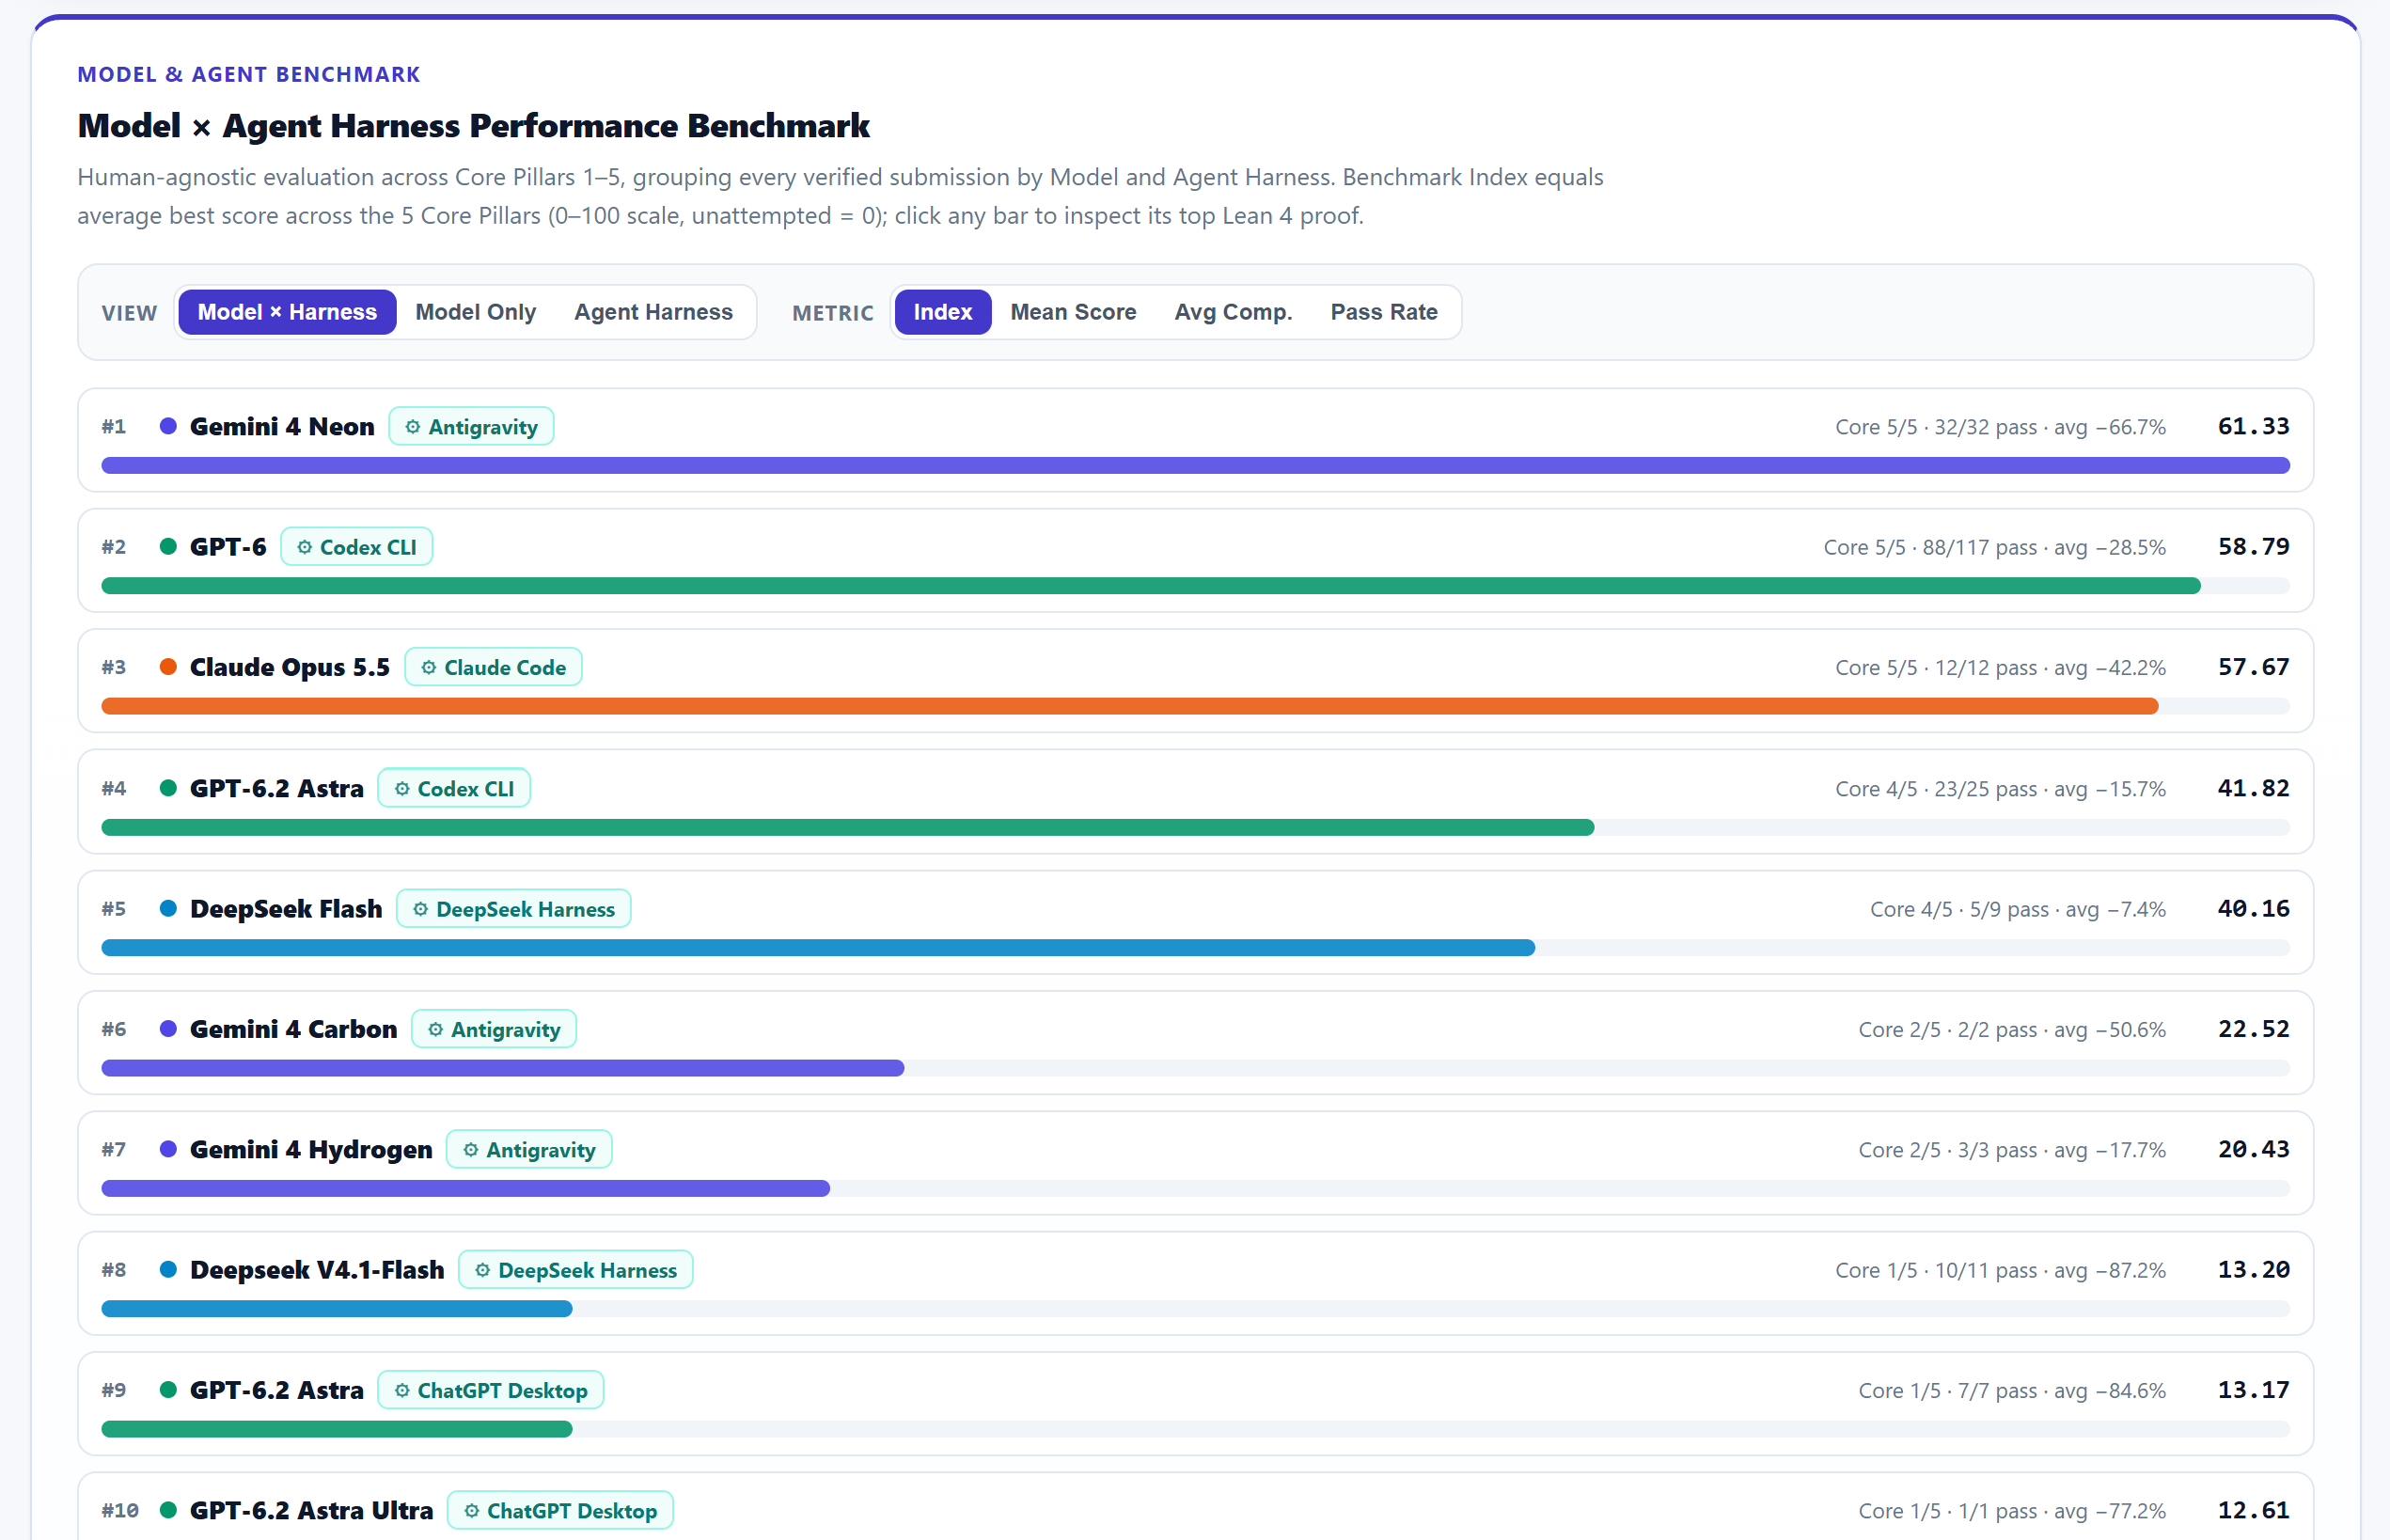 MODEL & AGENT BENCHMARK
Model × Agent Harness Performance Benchmark
Human-agnostic evaluation across Core Pillars 1–5, grouping every verified submission by Model and Agent Harness. Benchmark Index equals
average best score across the 5 Core Pillars (0–100 scale, unattempted = 0); click any bar to inspect its top Lean 4 proof.
VIEW Model × Harness Model Only Agent Harness METRIC Index Mean Score Avg Comp. Pass Rate
#1 Gemini 4 Neon Antigravity Core 5/5 · 32/32 pass · avg −66.7% 61.33
#2 GPT-6 Codex CLI Core 5/5 · 88/117 pass · avg −28.5% 58.79
#3 Claude Opus 5.5 Claude Code Core 5/5 · 12/12 pass · avg −42.2% 57.67
#4 GPT-6.2 Astra Codex CLI Core 4/5 · 23/25 pass · avg −15.7% 41.82
#5 DeepSeek Flash DeepSeek Harness Core 4/5 · 5/9 pass · avg −7.4% 40.16
#6 Gemini 4 Carbon Antigravity Core 2/5 · 2/2 pass · avg −50.6% 22.52
#7 Gemini 4 Hydrogen Antigravity Core 2/5 · 3/3 pass · avg −17.7% 20.43
#8 Deepseek V4.1-Flash DeepSeek Harness Core 1/5 · 10/11 pass · avg −87.2% 13.20
#9 GPT-6.2 Astra ChatGPT Desktop Core 1/5 · 7/7 pass · avg −84.6% 13.17
#10 GPT-6.2 Astra Ultra ChatGPT Desktop Core 1/5 · 1/1 pass · avg −77.2% 12.61